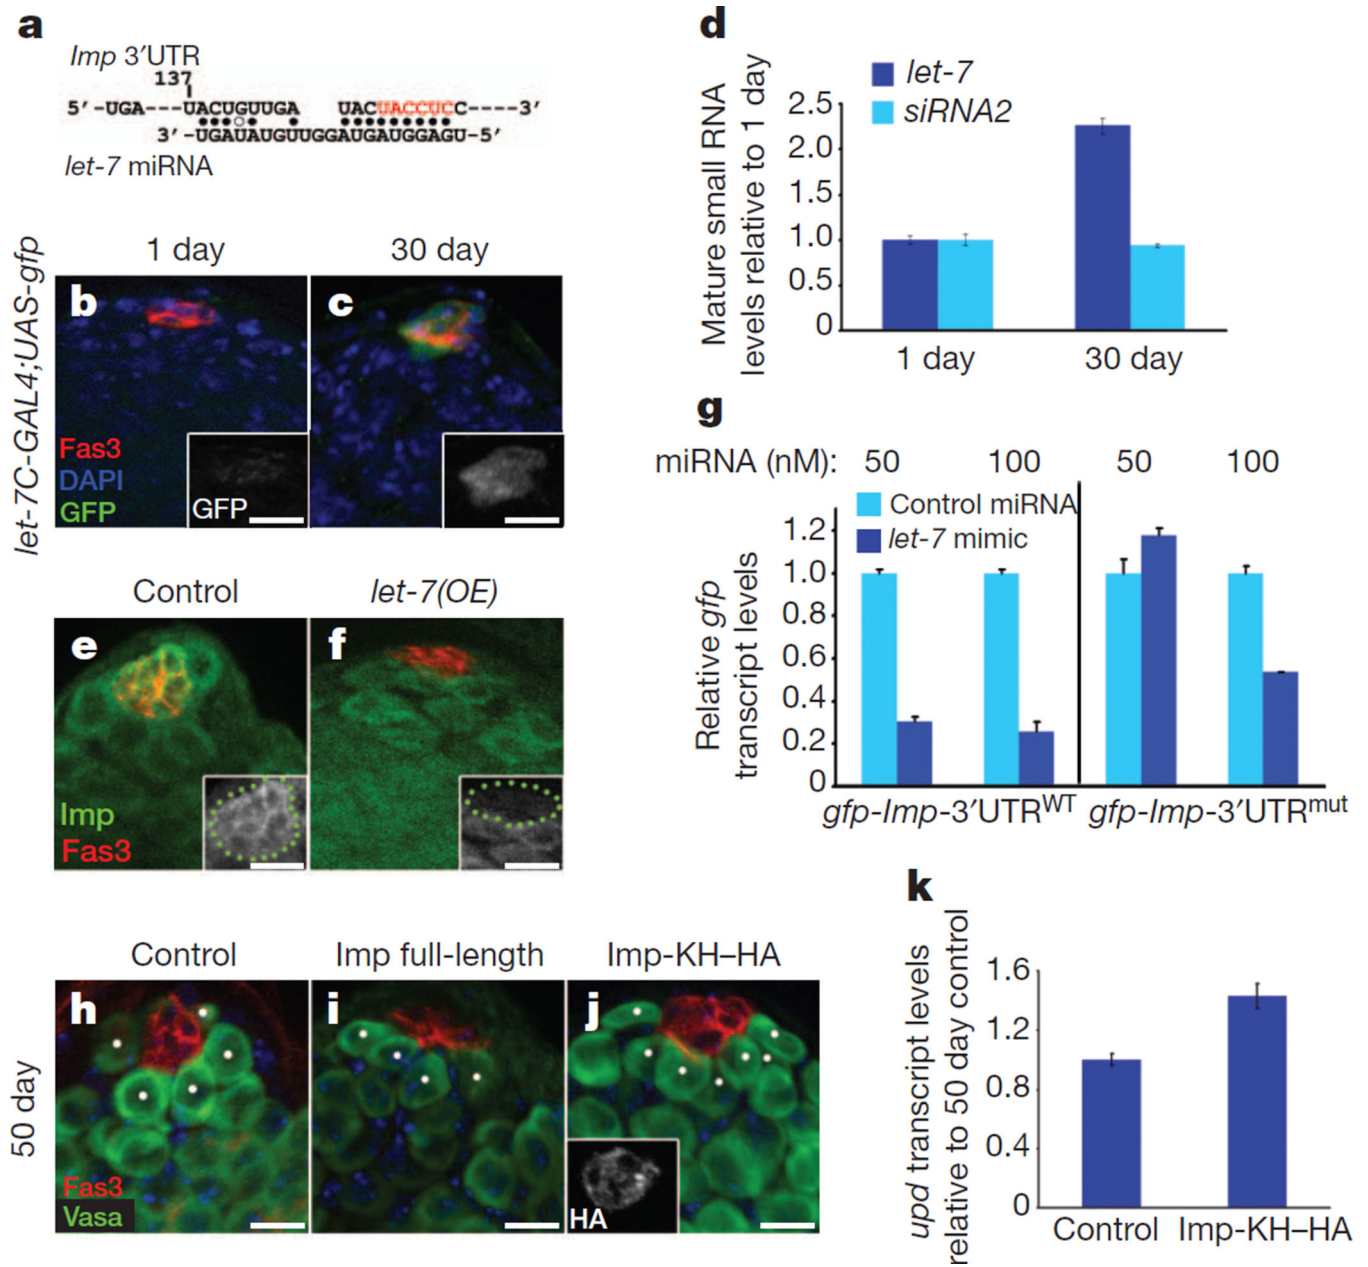 a
Imp 3′UTR
137
5′-UGA---UACUGUUGA UACUACCUCC----3′
3′-UGAUAUGUUGGAUGAUGGAGU-5′
let-7 miRNA
let-7C-GAL4;UAS-gfp
1 day
30 day
b
Fas3
DAPI
GFP
GFP
c
d
let-7
siRNA2
Mature small RNA
levels relative to 1 day
2.5
2.0
1.5
1.0
0.5
0
1 day
30 day
Control
let-7(OE)
e
Imp
Fas3
f
g
miRNA (nM): 50 100 50 100
Control miRNA
let-7 mimic
Relative gfp
transcript levels
1.2
1.0
0.8
0.6
0.4
0.2
0
gfp-Imp-3′UTRWT
gfp-Imp-3′UTRmut
50 day
Control
Imp full-length
Imp-KH–HA
h
Fas3
Vasa
i
j
HA
k
upd transcript levels
relative to 50 day control
1.6
1.2
0.8
0.4
0
Control
Imp-KH–HA